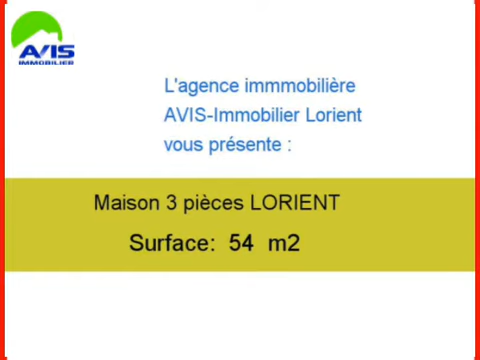 AVIS
IMMOBILIER
L'agence immmobilière
AVIS-Immobilier Lorient
vous présente :
Maison 3 pièces LORIENT
Surface: 54 m2